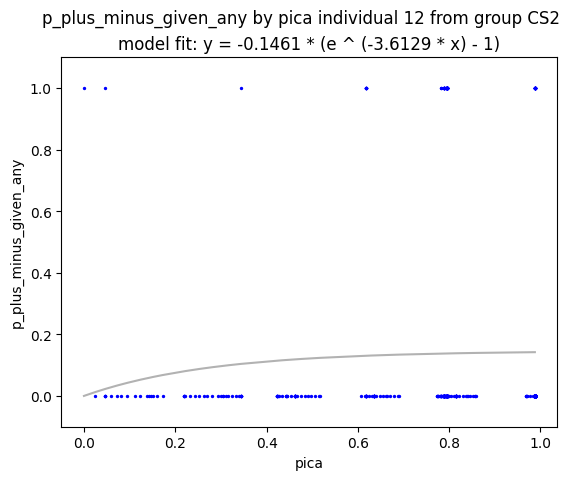 p_plus_minus_given_any by pica individual 12 from group CS2
model fit: y = -0.1461 * (e ^ (-3.6129 * x) - 1)
1.0
0.8
0.6
0.4
0.2
0.0
p_plus_minus_given_any
0.0 0.2 0.4 0.6 0.8 1.0
pica